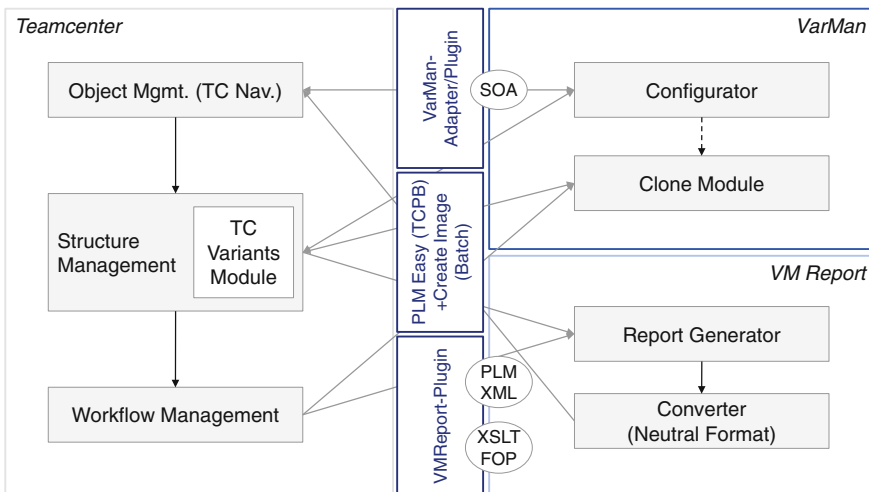 Teamcenter
Object Mgmt. (TC Nav.)
Structure
Management
TC
Variants
Module
Workflow Management
VarMan-
Adapter/Plugin
PLM Easy (TCPB)
+Create Image
(Batch)
VMReport-Plugin
SOA
PLM
XML
XSLT
FOP
VarMan
Configurator
Clone Module
VM Report
Report Generator
Converter
(Neutral Format)